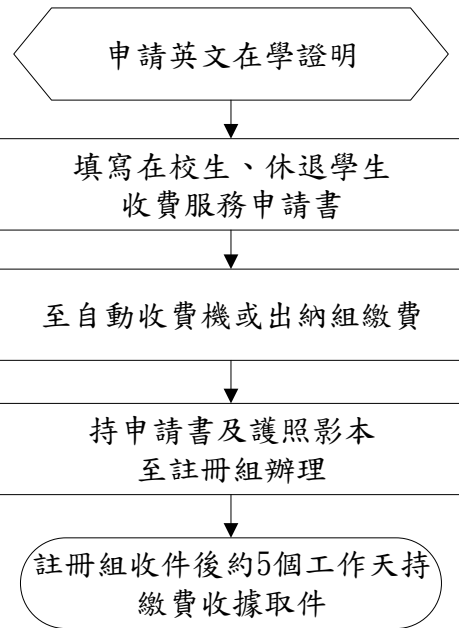 申請英文在學證明
填寫在校生、休退學生
收費服務申請書
至自動收費機或出納組繳費
持申請書及護照影本
至註冊組辦理
註冊組收件後約5個工作天持
繳費收據取件